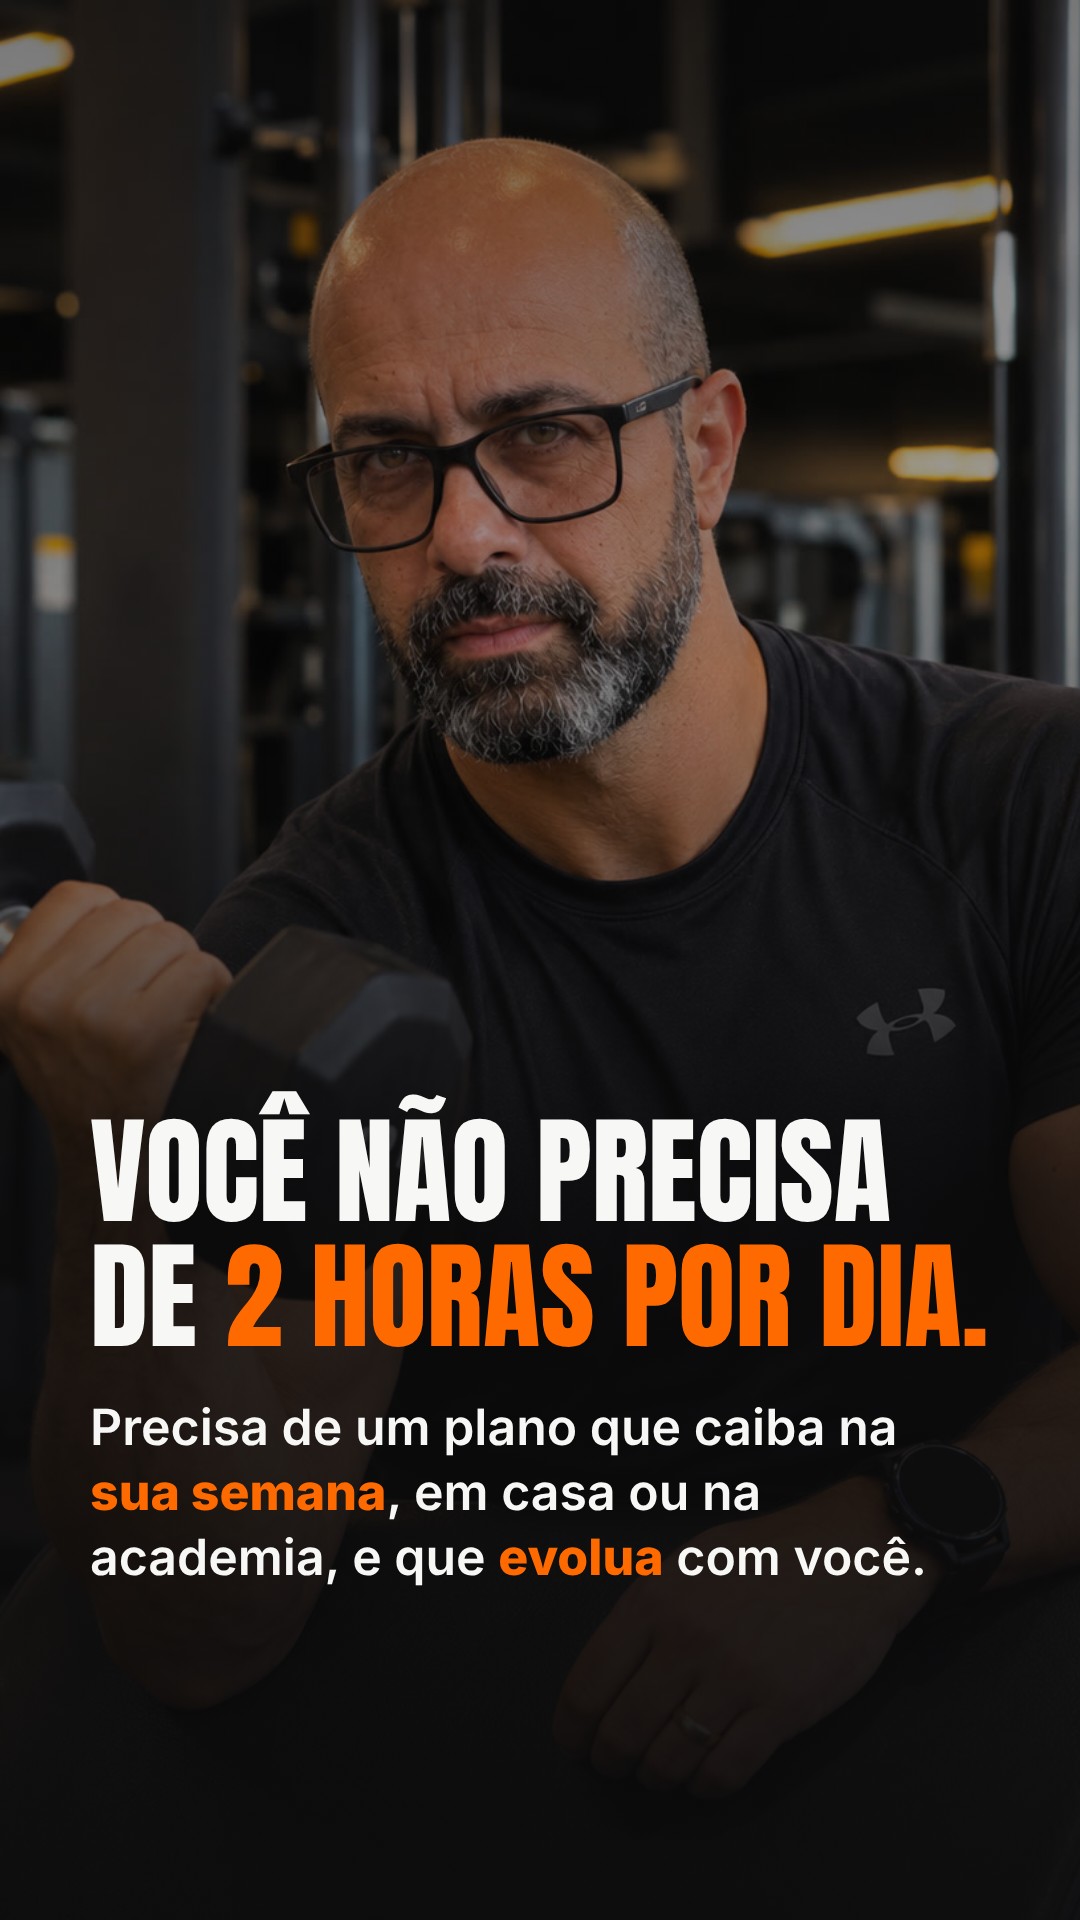 VOCÊ NÃO PRECISA
DE 2 HORAS POR DIA.
Precisa de um plano que caiba na
sua semana, em casa ou na
academia, e que evolua com você.